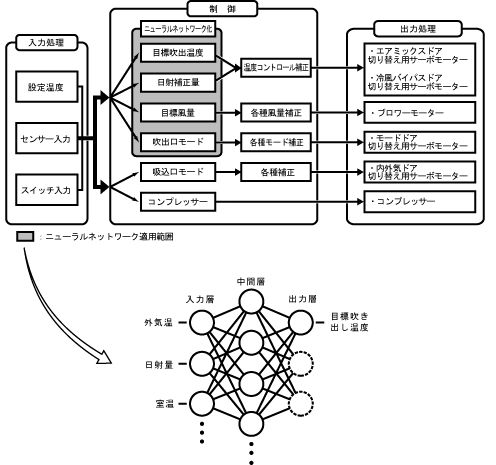 入力処理
設定温度
センサー入力
スイッチ入力
制 御
ニューラルネットワーク化
目標吹出温度
日射補正量
目標風量
吹出口モード
吸込口モード
コンプレッサー
温度コントロール補正
各種風量補正
各種モード補正
各種補正
出力処理
・エアミックスドア
切り替え用サーボモーター
・冷風バイパスドア
切り替え用サーボモーター
・ブロワーモーター
・モードドア
切り替え用サーボモーター
・内外気ドア
切り替え用サーボモーター
・コンプレッサー
：ニューラルネットワーク適用範囲
入力層
中間層
出力層
外気温
日射量
室温
目標吹き
出し温度